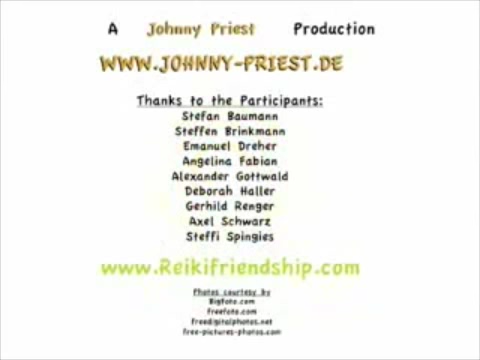 A Johnny Priest Production
WWW.JOHNNY-PRIEST.DE
Thanks to the Participants:
Stefan Baumann
Steffen Brinkmann
Emanuel Dreher
Angelina Fabian
Alexander Gottwald
Deborah Haller
Gerhild Renger
Axel Schwarz
Steffi Spingies
www.Reikifriendship.com
Photos courtesy by
Bigfoto.com
freefoto.com
freedigitalphotos.net
free-pictures-photos.com